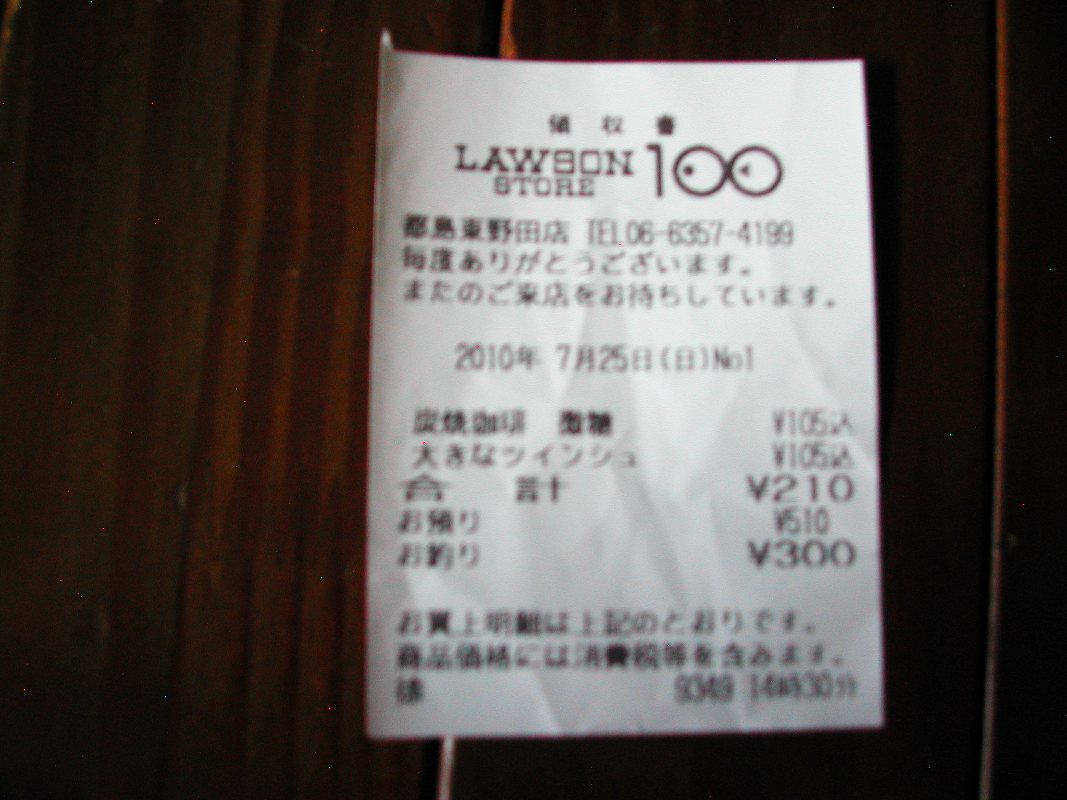 領収書
LAWSON 100
STORE
都島東野田店 TEL06-6357-4199
毎度ありがとうございます。
またのご来店をお待ちしています。
2010年 7月25日(日)No1
炭焼珈琲 微糖 ¥105込
大きなツインシュ ¥105込
合 計 ¥210
お預り ¥510
お釣り ¥300
お買上明細は上記のとおりです。
商品価格には消費税等を含みます。
9349 14時30分